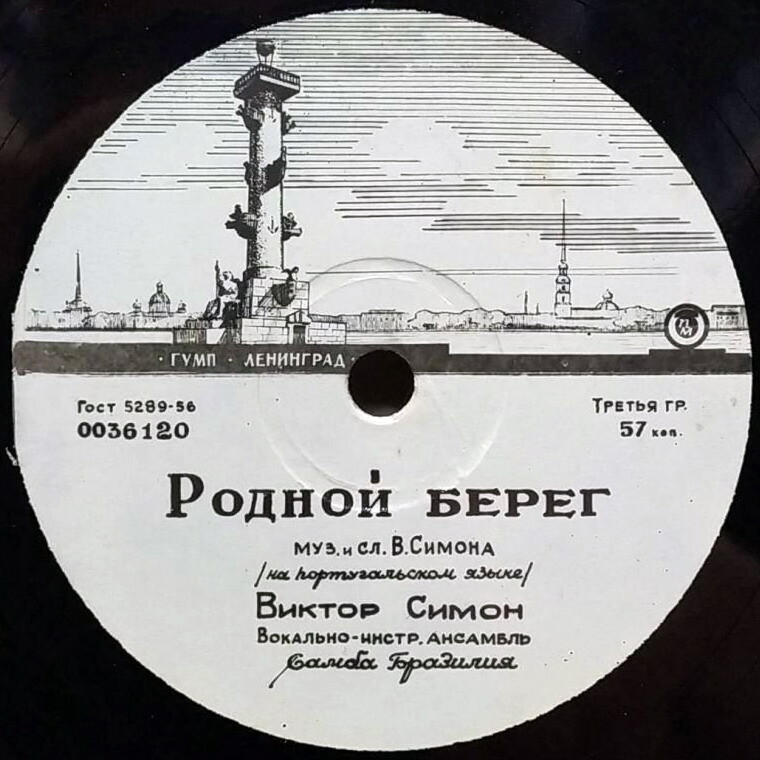 ПМ
· ГУМП · ЛЕНИНГРАД ·
Гост 5289-56
0036120
Третья гр.
57 коп.
Родной берег
муз. и сл. В. Симона
/на португальском языке/
Виктор Симон
Вокально-инстр. ансамбль
Самба Бразилия